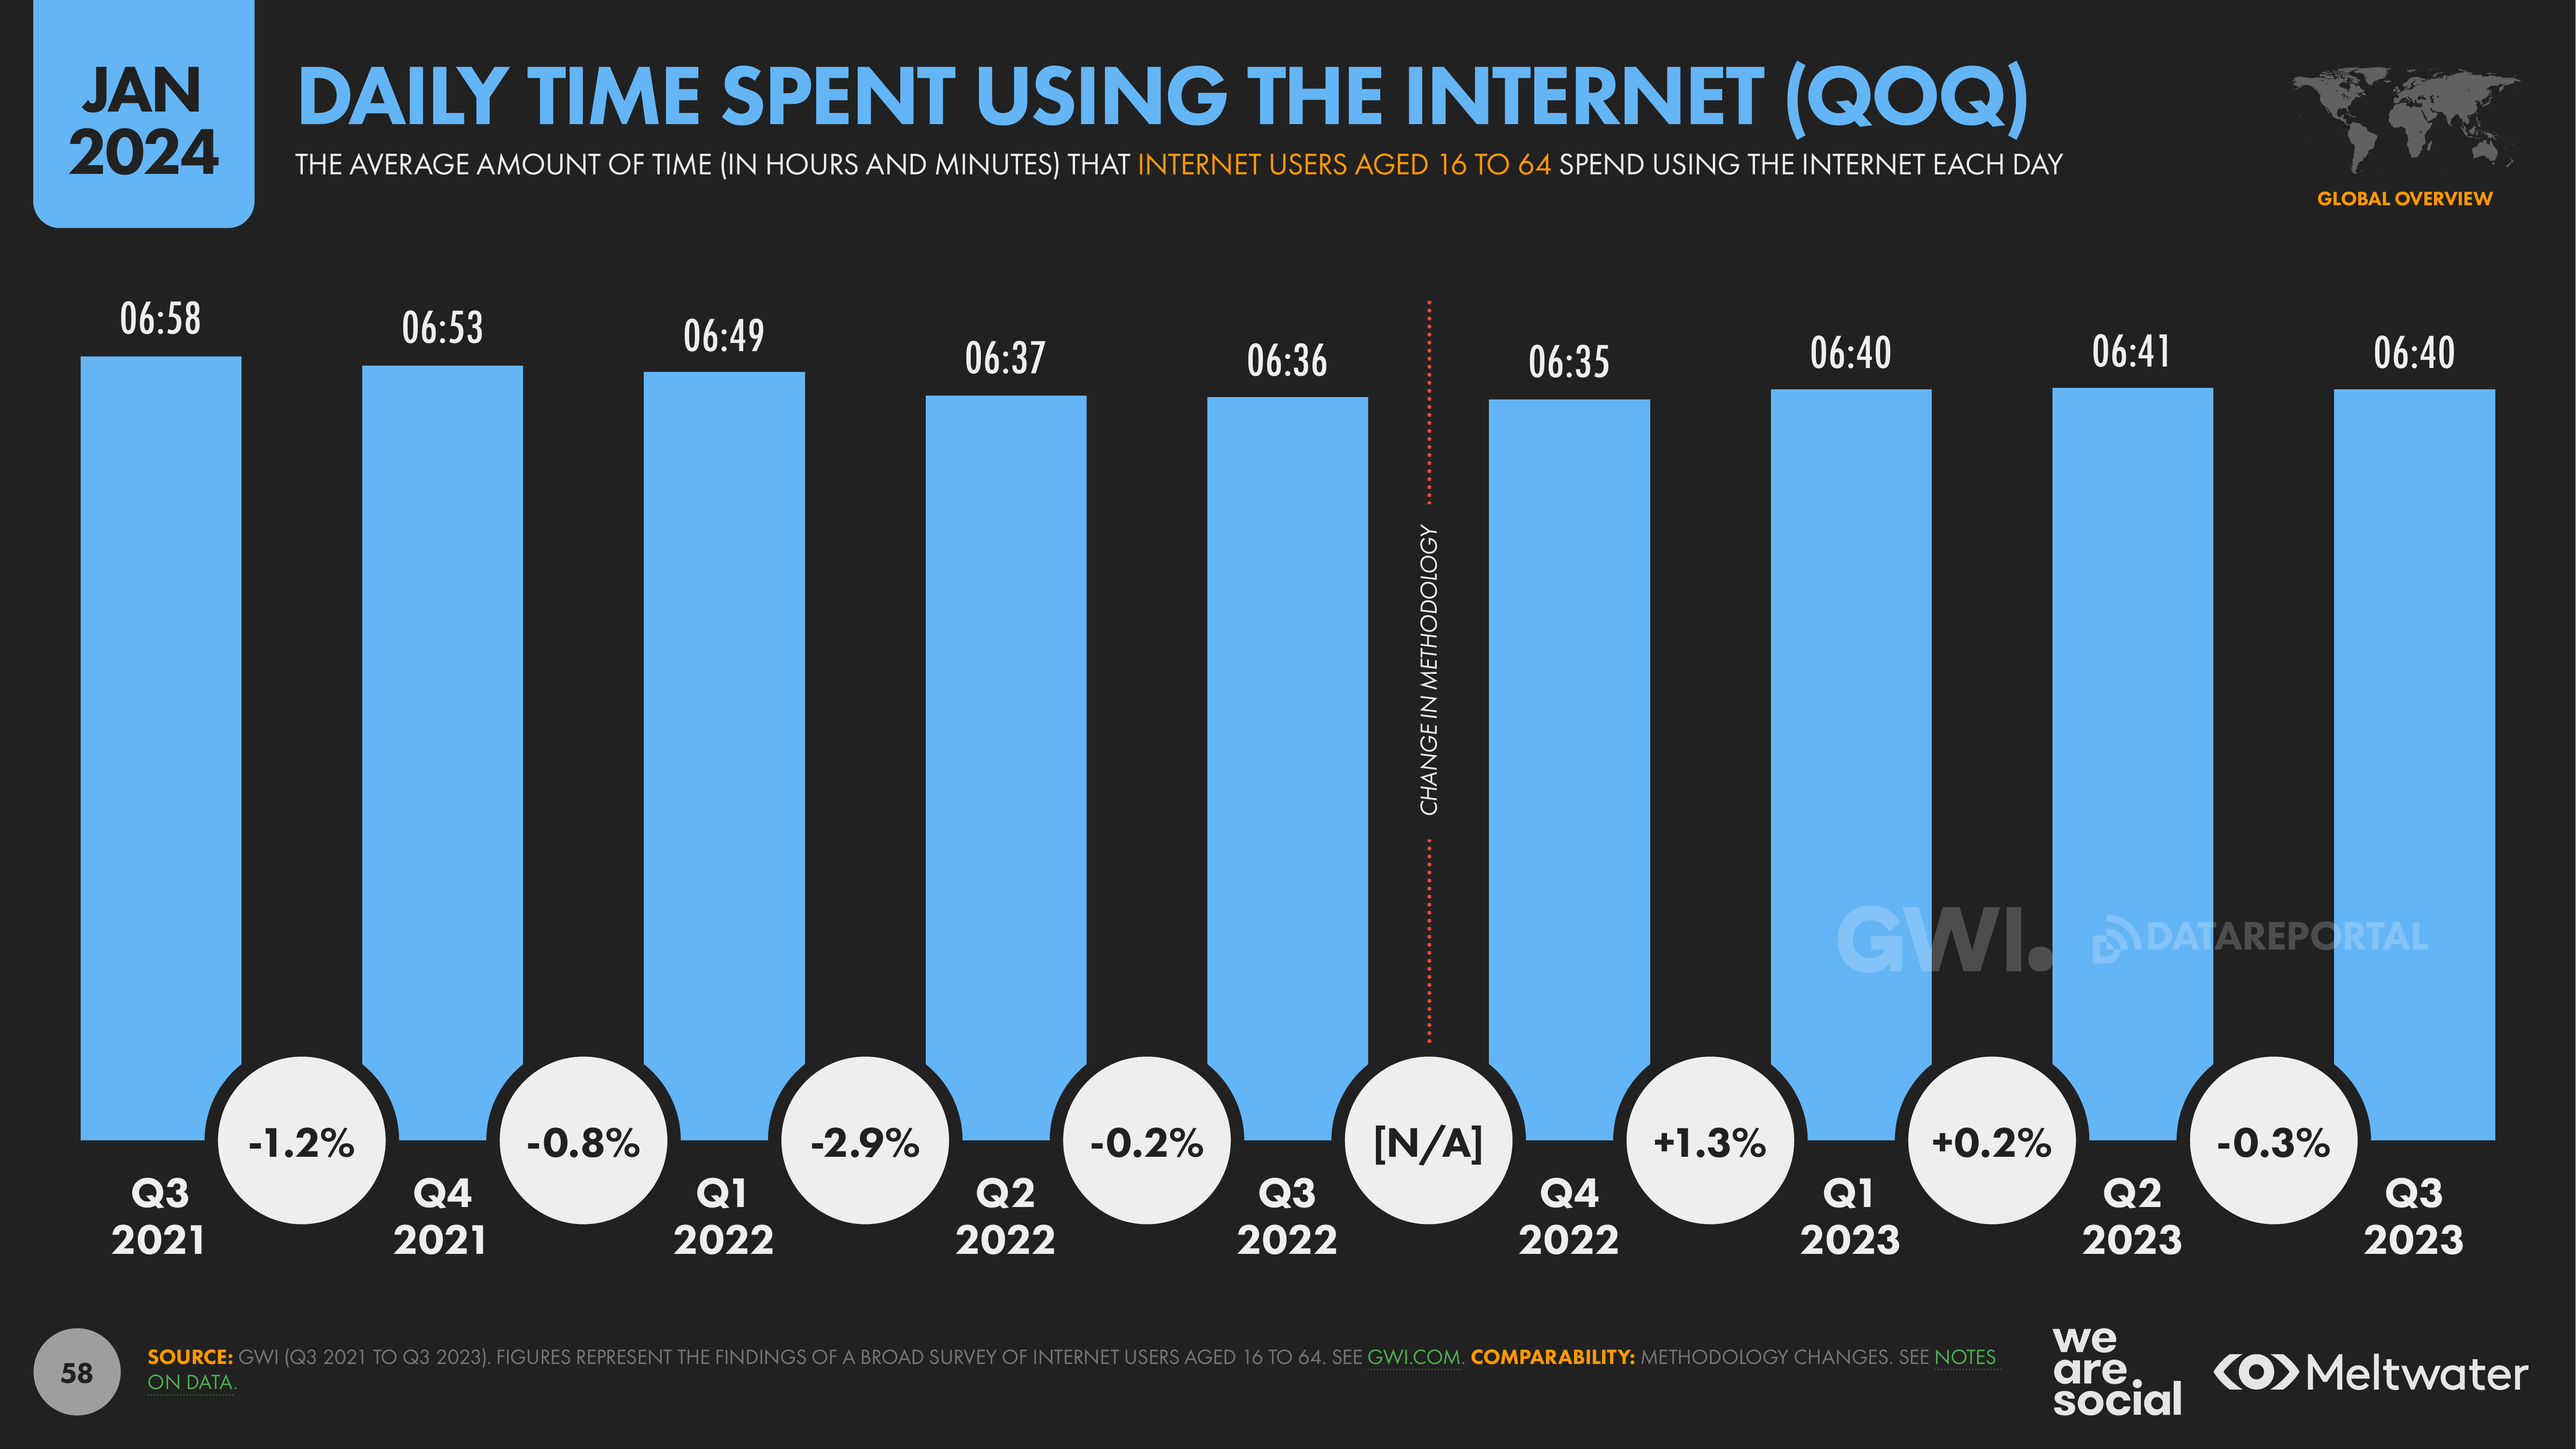 JAN
2024
DAILY TIME SPENT USING THE INTERNET (QOQ)
THE AVERAGE AMOUNT OF TIME (IN HOURS AND MINUTES) THAT INTERNET USERS AGED 16 TO 64 SPEND USING THE INTERNET EACH DAY
GLOBAL OVERVIEW
06:58
06:53
06:49
06:37
06:36
06:35
06:40
06:41
06:40
CHANGE IN METHODOLOGY
GWI. DATAREPORTAL
-1.2%
-0.8%
-2.9%
-0.2%
[N/A]
+1.3%
+0.2%
-0.3%
Q3
2021
Q4
2021
Q1
2022
Q2
2022
Q3
2022
Q4
2022
Q1
2023
Q2
2023
Q3
2023
58
SOURCE: GWI (Q3 2021 TO Q3 2023). FIGURES REPRESENT THE FINDINGS OF A BROAD SURVEY OF INTERNET USERS AGED 16 TO 64. SEE GWI.COM. COMPARABILITY: METHODOLOGY CHANGES. SEE NOTES
ON DATA.
we
are
social
Meltwater